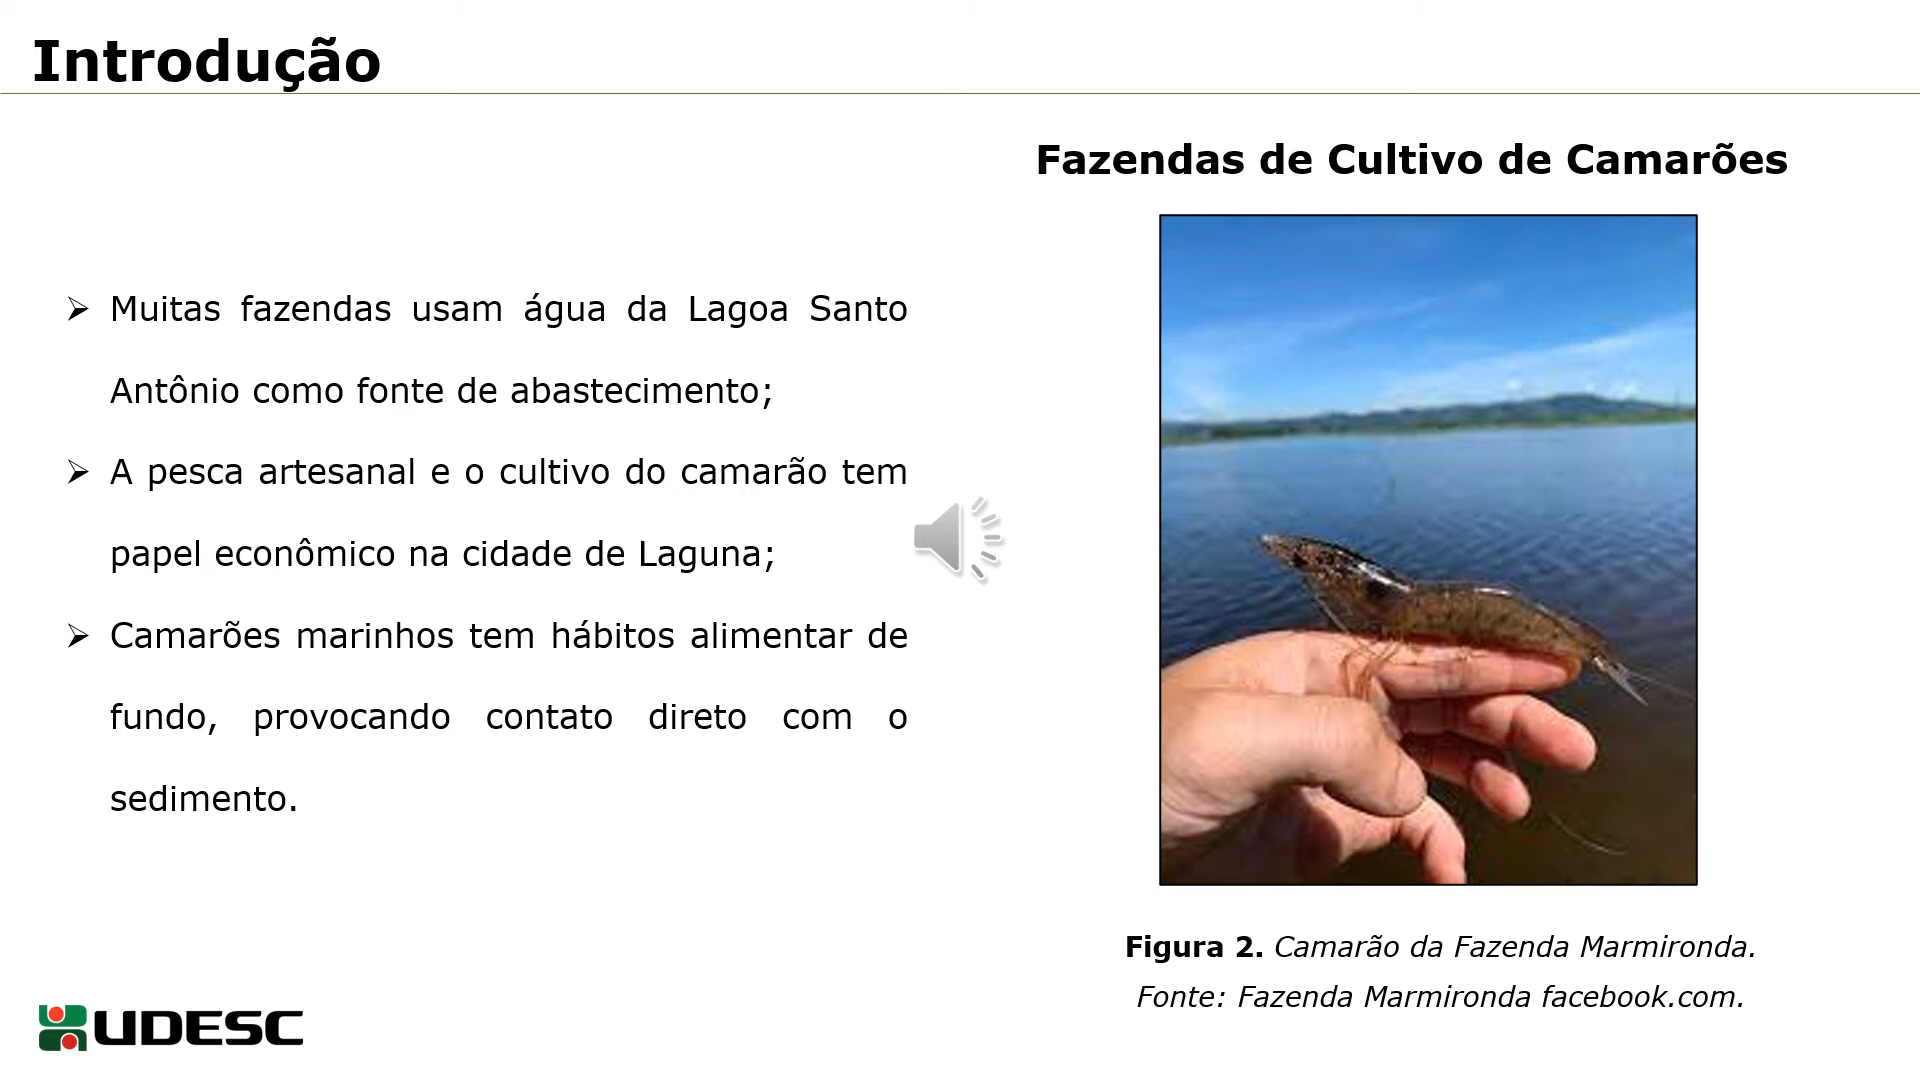 Introdução
Fazendas de Cultivo de Camarões
➢ Muitas fazendas usam água da Lagoa Santo
Antônio como fonte de abastecimento;
➢ A pesca artesanal e o cultivo do camarão tem
papel econômico na cidade de Laguna;
➢ Camarões marinhos tem hábitos alimentar de
fundo, provocando contato direto com o
sedimento.
Figura 2. Camarão da Fazenda Marmironda.
Fonte: Fazenda Marmironda facebook.com.
UDESC